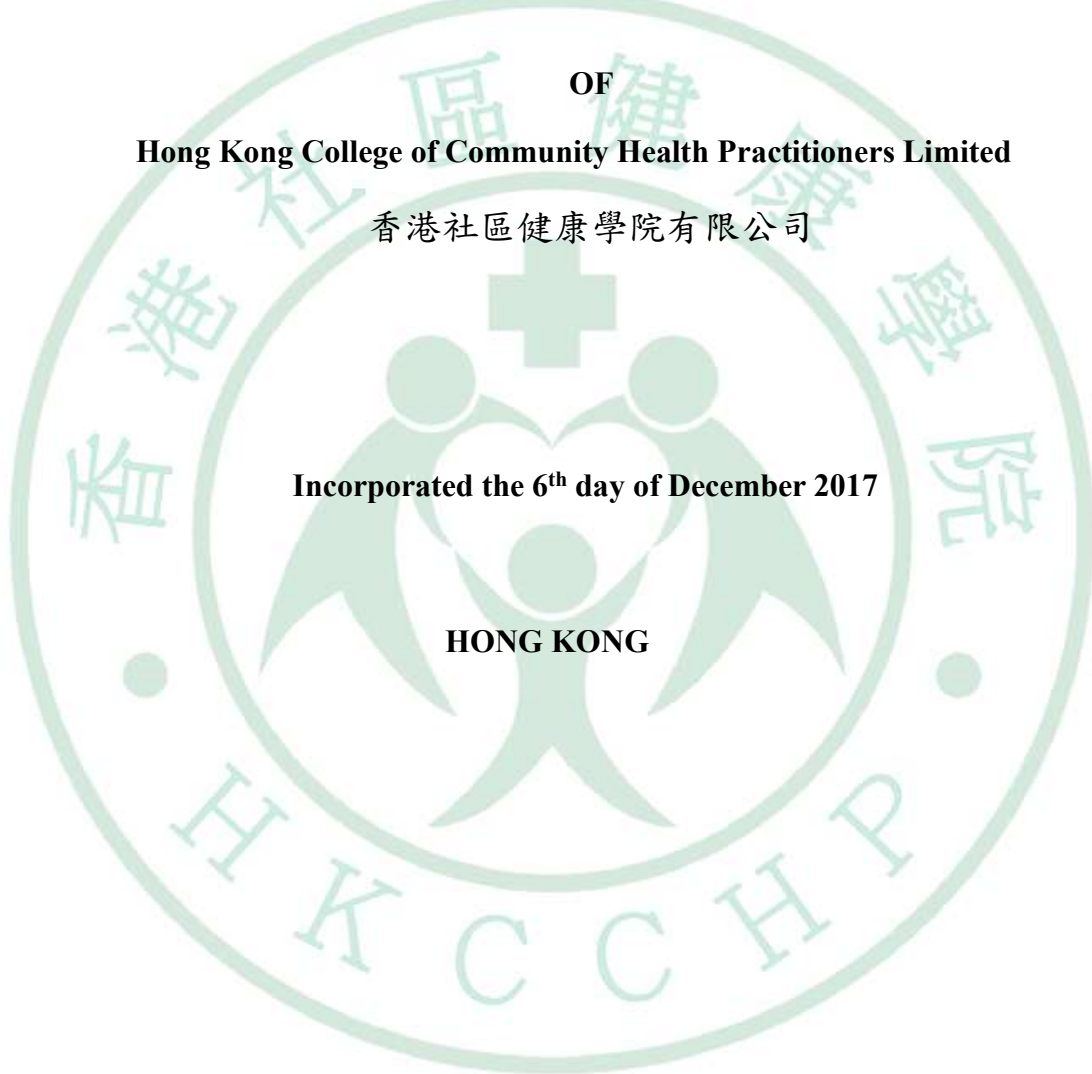 OF
Hong Kong College of Community Health Practitioners Limited
香港社區健康學院有限公司
Incorporated the 6th day of December 2017
HONG KONG
香港社區健康學院
HKCCHP